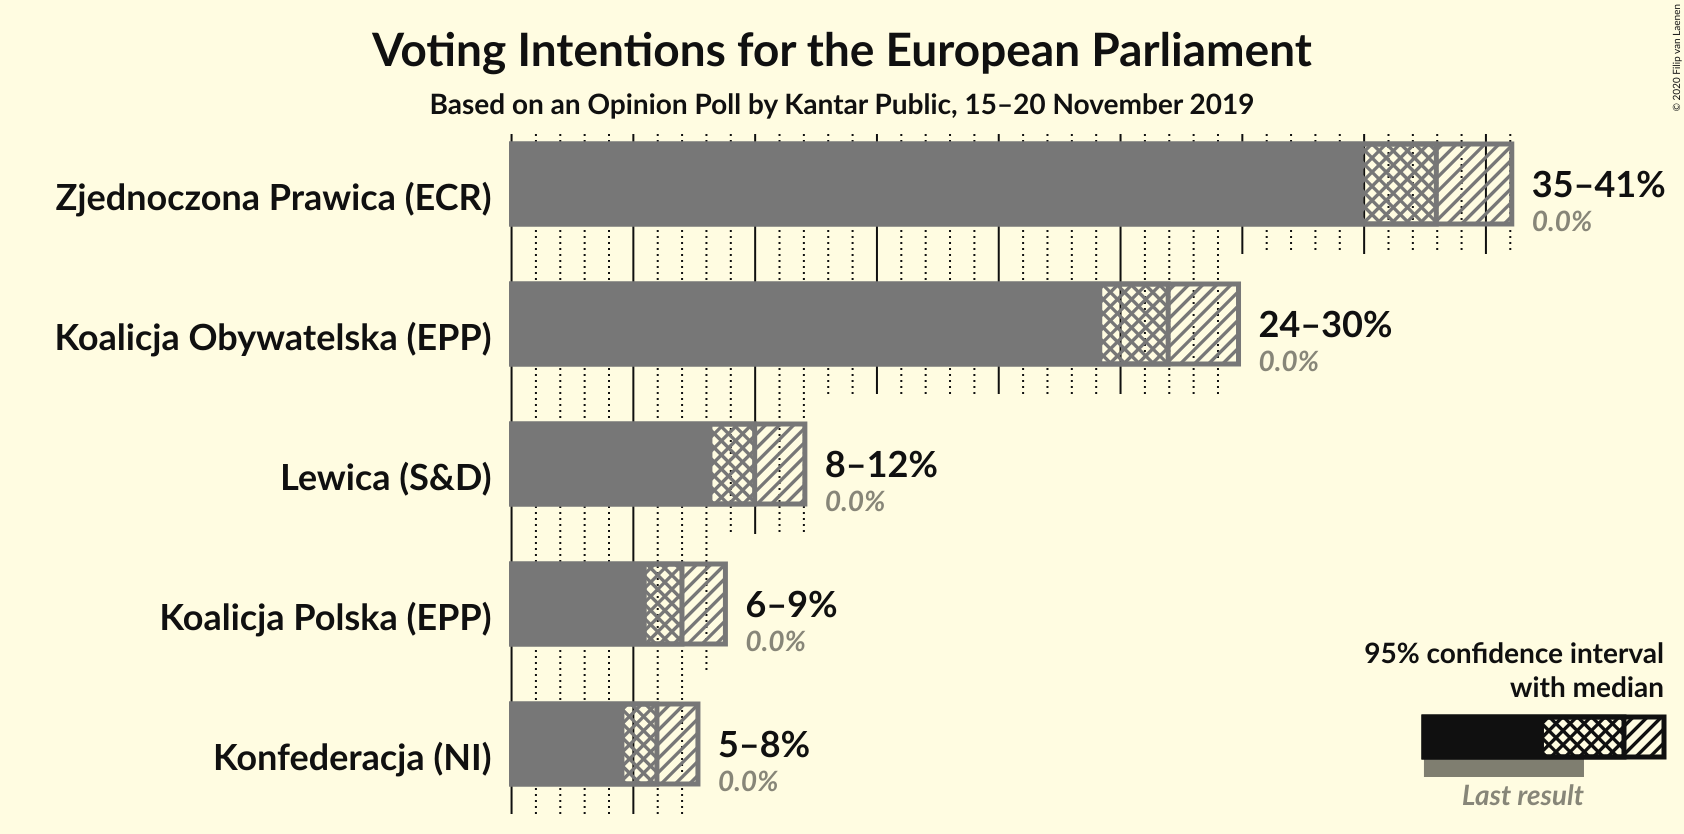 Voting Intentions for the European Parliament
Based on an Opinion Poll by Kantar Public, 15–20 November 2019
© 2020 Filip van Laenen
Zjednoczona Prawica (ECR)
35–41%
0.0%
Koalicja Obywatelska (EPP)
24–30%
0.0%
Lewica (S&D)
8–12%
0.0%
Koalicja Polska (EPP)
6–9%
0.0%
Konfederacja (NI)
5–8%
0.0%
95% confidence interval
with median
Last result